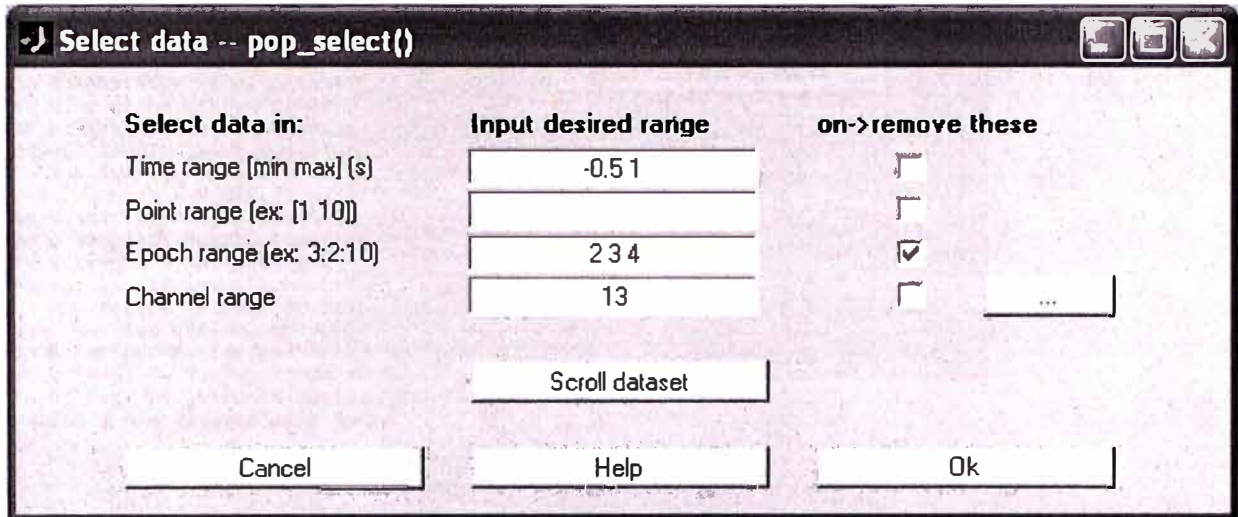 Select data -- pop_select()
Select data in: Input desired range on->remove these
Time range [min max] (s) -0.5 1
Point range (ex: [1 10])
Epoch range (ex: 3:2:10) 2 3 4
Channel range 13 ...
Scroll dataset
Cancel Help Ok